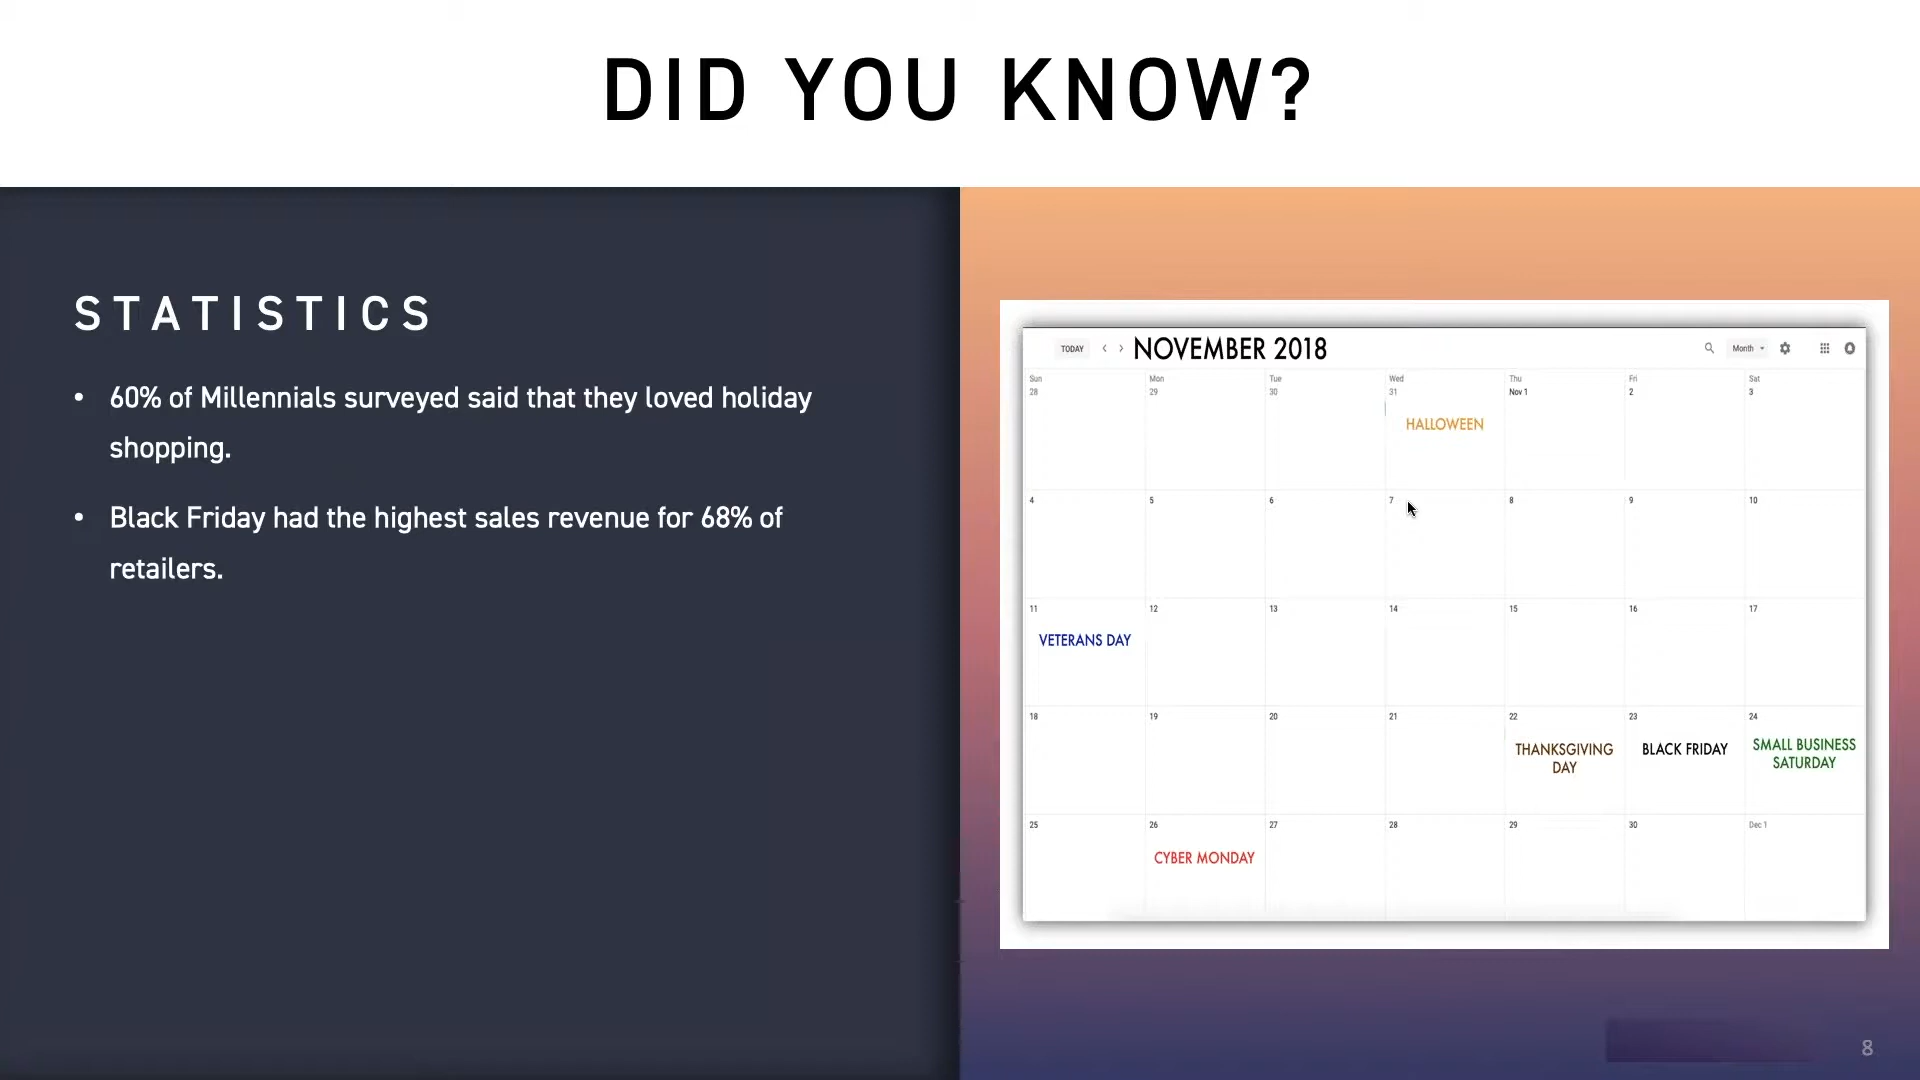 DID YOU KNOW?
STATISTICS
• 60% of Millennials surveyed said that they loved holiday
shopping.
• Black Friday had the highest sales revenue for 68% of
retailers.
TODAY < > NOVEMBER 2018 Month
Sun Mon Tue Wed Thu Fri Sat
28 29 30 31 Nov 1 2 3
HALLOWEEN
4 5 6 7 8 9 10
11 12 13 14 15 16 17
VETERANS DAY
18 19 20 21 22 23 24
THANKSGIVING
DAY
BLACK FRIDAY
SMALL BUSINESS
SATURDAY
25 26 27 28 29 30 Dec 1
CYBER MONDAY
8